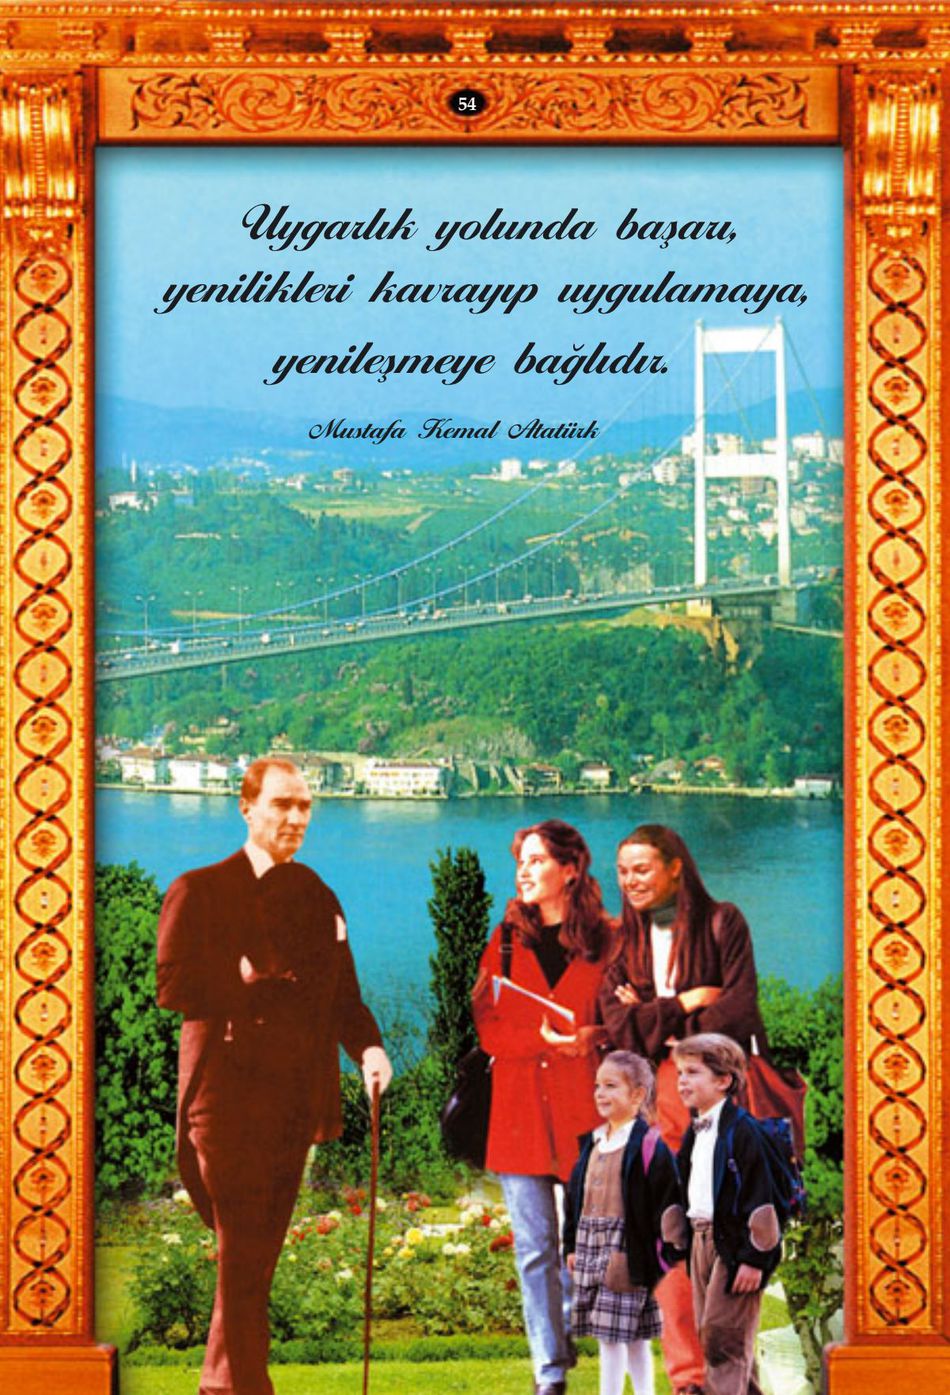 54
Uygarlık yolunda başarı,
yenilikleri kavrayıp uygulamaya,
yenileşmeye bağlıdır.
Mustafa Kemal Atatürk